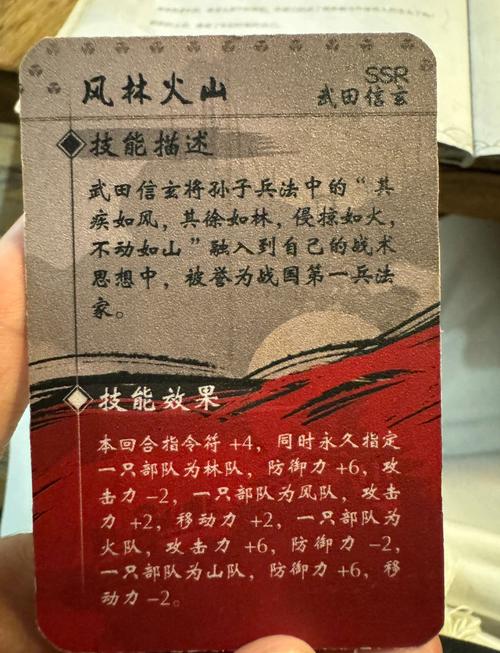 风林火山
SSR
武田信玄
技能描述
武田信玄将孙子兵法中的“其
疾如风，其徐如林，侵掠如火，
不动如山”融入到自己的战术
思想中，被誉为战国第一兵法
家。
技能效果
本回合指令符 +4，同时永久指定
一只部队为林队，防御力 +6，攻
击力 -2，一只部队为风队，攻击
力 +2，移动力 +2，一只部队为
火队，攻击力 +6，防御力 -2，
一只部队为山队，防御力 +6，移
动力 -2。